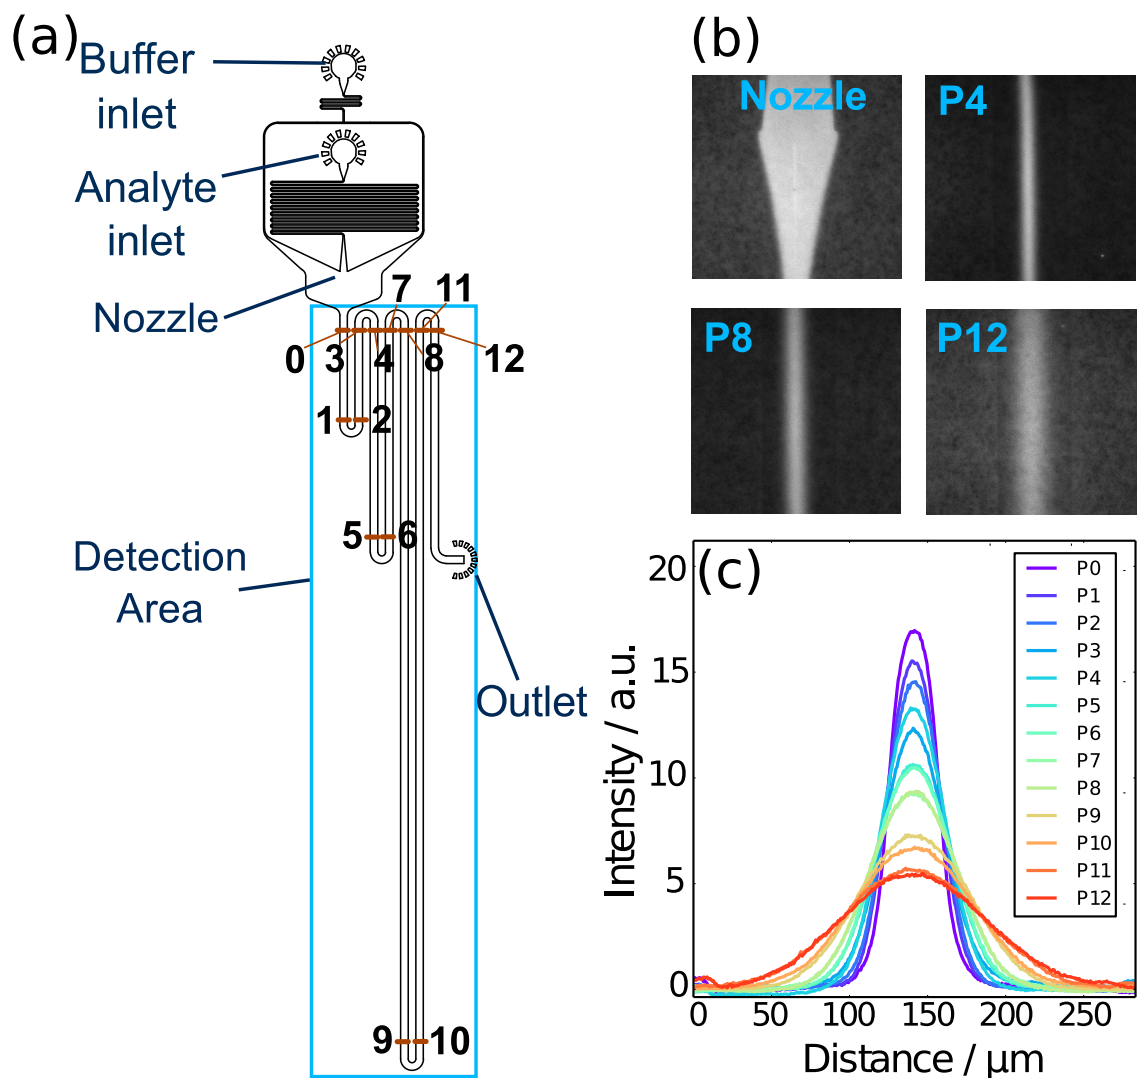 (a)
Buffer
inlet
Analyte
inlet
Nozzle
7
11
0
3
4
8
12
1
2
5
6
Detection
Area
Outlet
9
10
(b)
Nozzle
P4
P8
P12
(c)
20
15
10
5
0
Intensity / a.u.
P0
P1
P2
P3
P4
P5
P6
P7
P8
P9
P10
P11
P12
0 50 100 150 200 250
Distance / μm